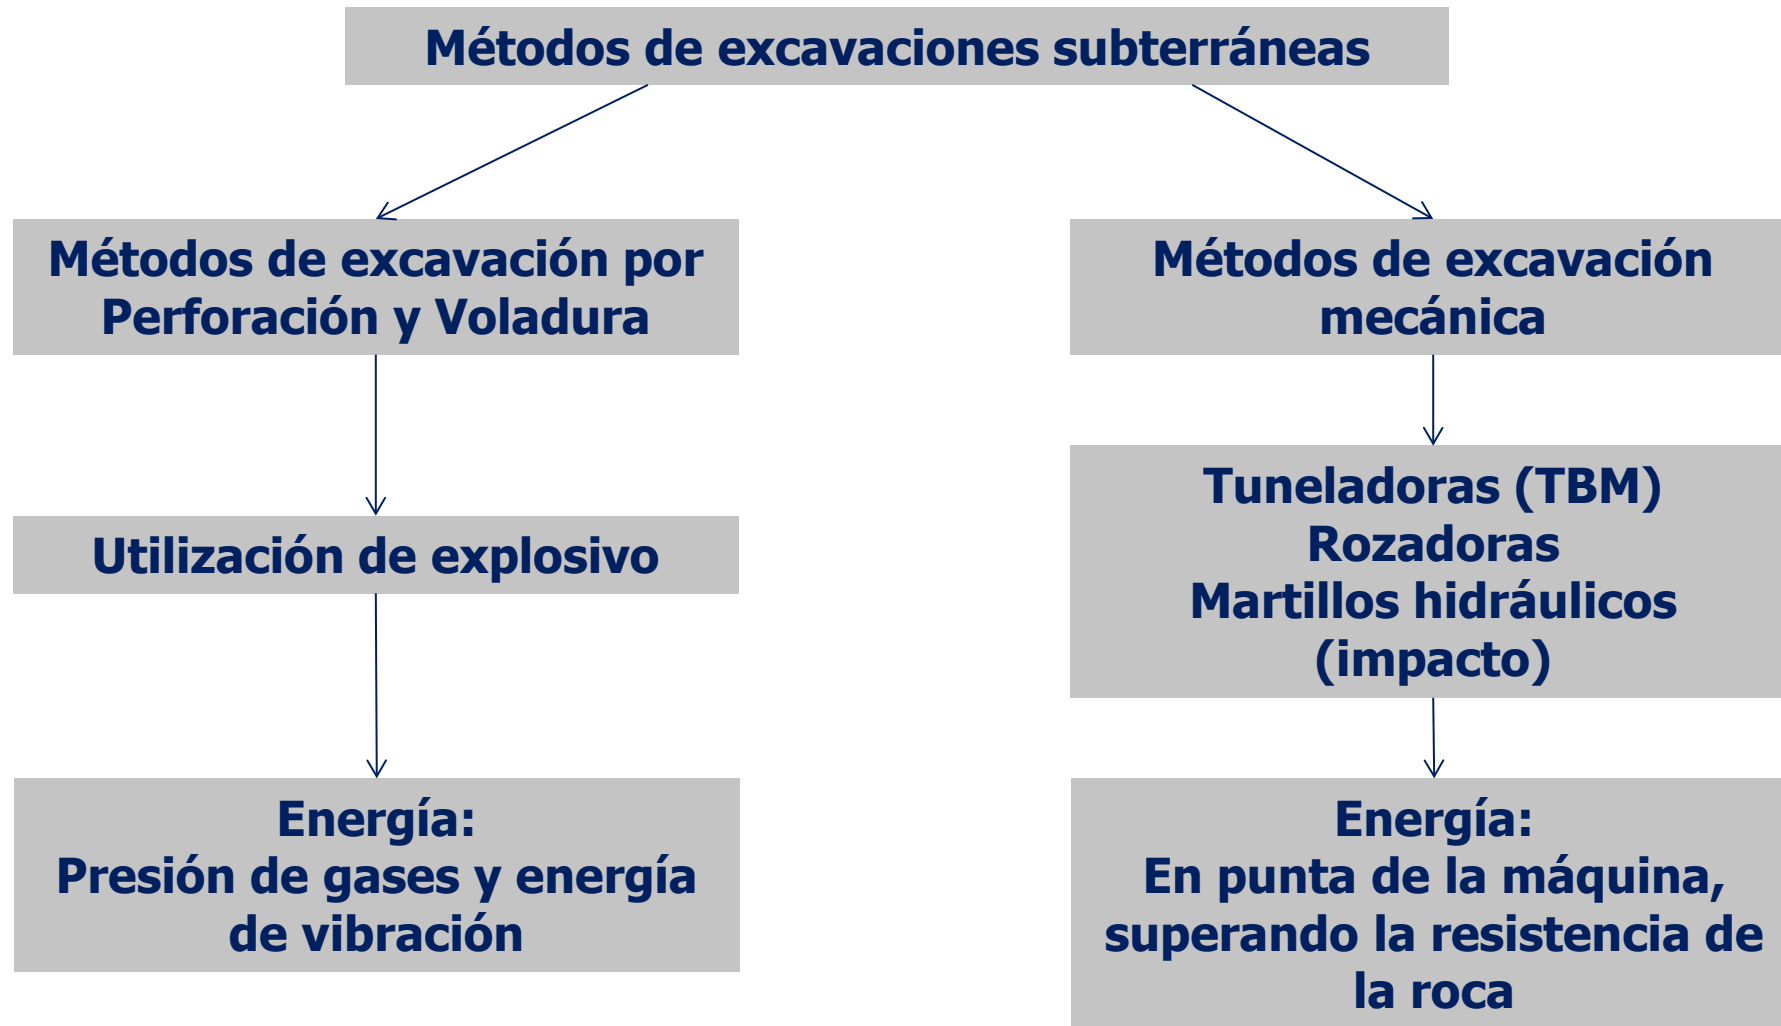 Métodos de excavaciones subterráneas
Métodos de excavación por
Perforación y Voladura
Utilización de explosivo
Energía:
Presión de gases y energía
de vibración
Métodos de excavación
mecánica
Tuneladoras (TBM)
Rozadoras
Martillos hidráulicos
(impacto)
Energía:
En punta de la máquina,
superando la resistencia de
la roca